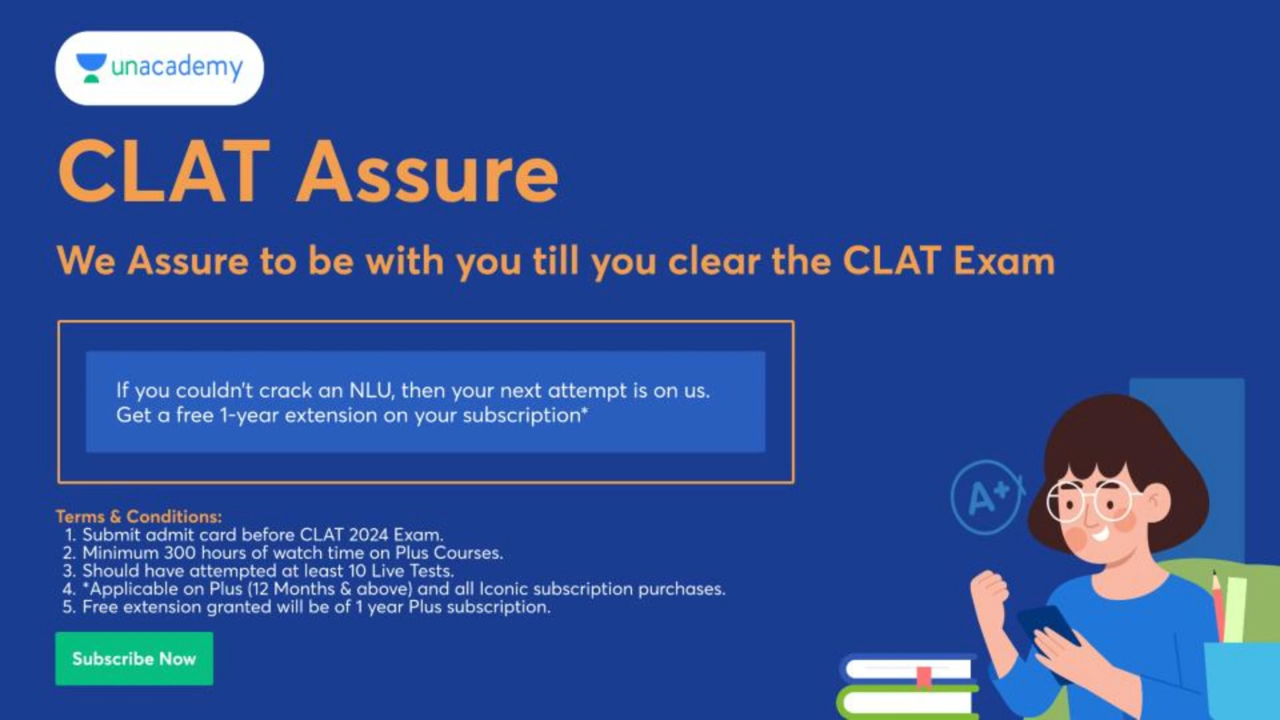 unacademy
CLAT Assure
We Assure to be with you till you clear the CLAT Exam
If you couldn't crack an NLU, then your next attempt is on us.
Get a free 1-year extension on your subscription*
A+
Terms & Conditions:
1. Submit admit card before CLAT 2024 Exam.
2. Minimum 300 hours of watch time on Plus Courses.
3. Should have attempted at least 10 Live Tests.
4. *Applicable on Plus (12 Months & above) and all Iconic subscription purchases.
5. Free extension granted will be of 1 year Plus subscription.
Subscribe Now